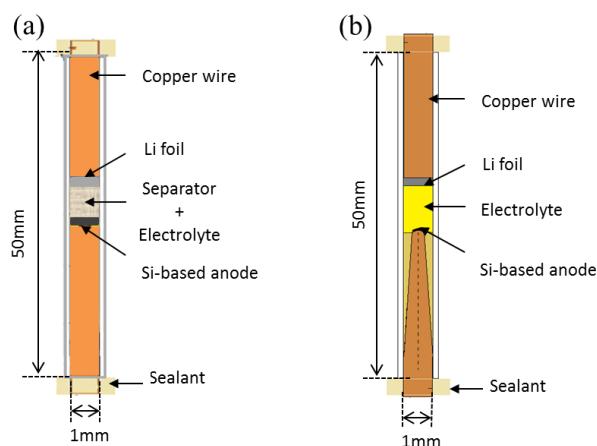 (a)
Copper wire
Li foil
Separator
+
Electrolyte
Si-based anode
50mm
Sealant
1mm
(b)
Copper wire
Li foil
Electrolyte
Si-based anode
50mm
Sealant
1mm